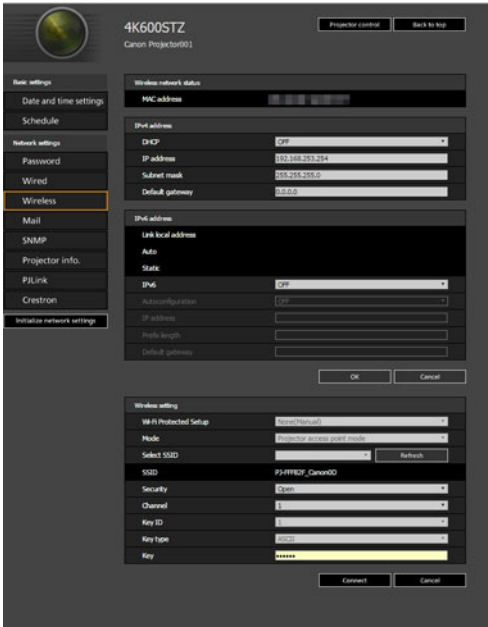 4K600STZ
Canon Projector001
Projector control
Back to top
Basic settings
Date and time settings
Schedule
Network settings
Password
Wired
Wireless
Mail
SNMP
Projector info.
PJLink
Crestron
Initialize network settings
Wireless network status
MAC address
IPv4 address
DHCP OFF
IP address 192.168.253.254
Subnet mask 255.255.255.0
Default gateway 0.0.0.0
IPv6 address
Link local address
Auto
Static
IPv6 OFF
Autoconfiguration OFF
IP address
Prefix length
Default gateway
OK Cancel
Wireless setting
Wi-Fi Protected Setup None(Manual)
Mode Projector access point mode
Select SSID Refresh
SSID
Security Open
Channel 1
Key ID 1
Key type ASCII
Key ••••••
Connect Cancel